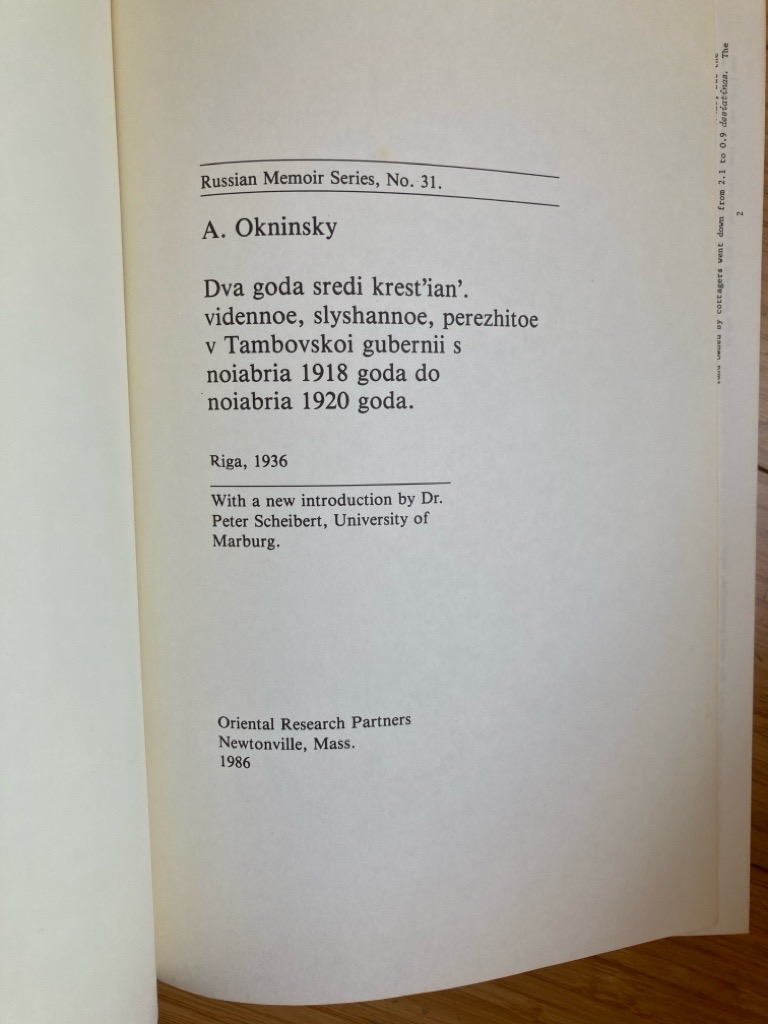 Russian Memoir Series, No. 31.
A. Okninsky
Dva goda sredi krest'ian'.
vidennoe, slyshannoe, perezhitoe
v Tambovskoi gubernii s
noiabria 1918 goda do
noiabria 1920 goda.
Riga, 1936
With a new introduction by Dr.
Peter Scheibert, University of
Marburg.
Oriental Research Partners
Newtonville, Mass.
1986
by cottagers went down from 2.1 to 0.9 desiatinas. The
2